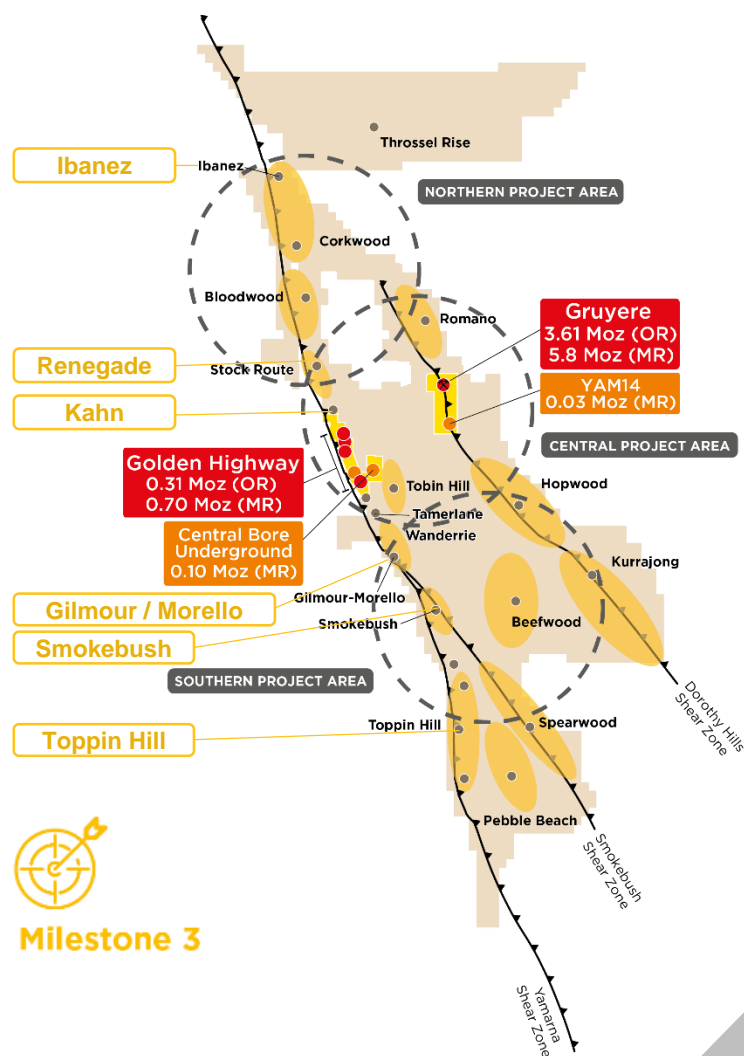 Throssel Rise
Ibanez
Ibanez
NORTHERN PROJECT AREA
Corkwood
Bloodwood
Romano
Gruyere
3.61 Moz (OR)
5.8 Moz (MR)
Renegade
Stock Route
YAM14
0.03 Moz (MR)
Kahn
CENTRAL PROJECT AREA
Golden Highway
0.31 Moz (OR)
0.70 Moz (MR)
Hopwood
Tobin Hill
Tamerlane
Central Bore
Underground
0.10 Moz (MR)
Wanderrie
Kurrajong
Gilmour / Morello
Gilmour-Morello
Beefwood
Smokebush
Smokebush
SOUTHERN PROJECT AREA
Dorothy Hills
Shear Zone
Toppin Hill
Toppin Hill
Spearwood
Pebble Beach
Smokebush
Shear Zone
Milestone 3
Yamarna
Shear Zone